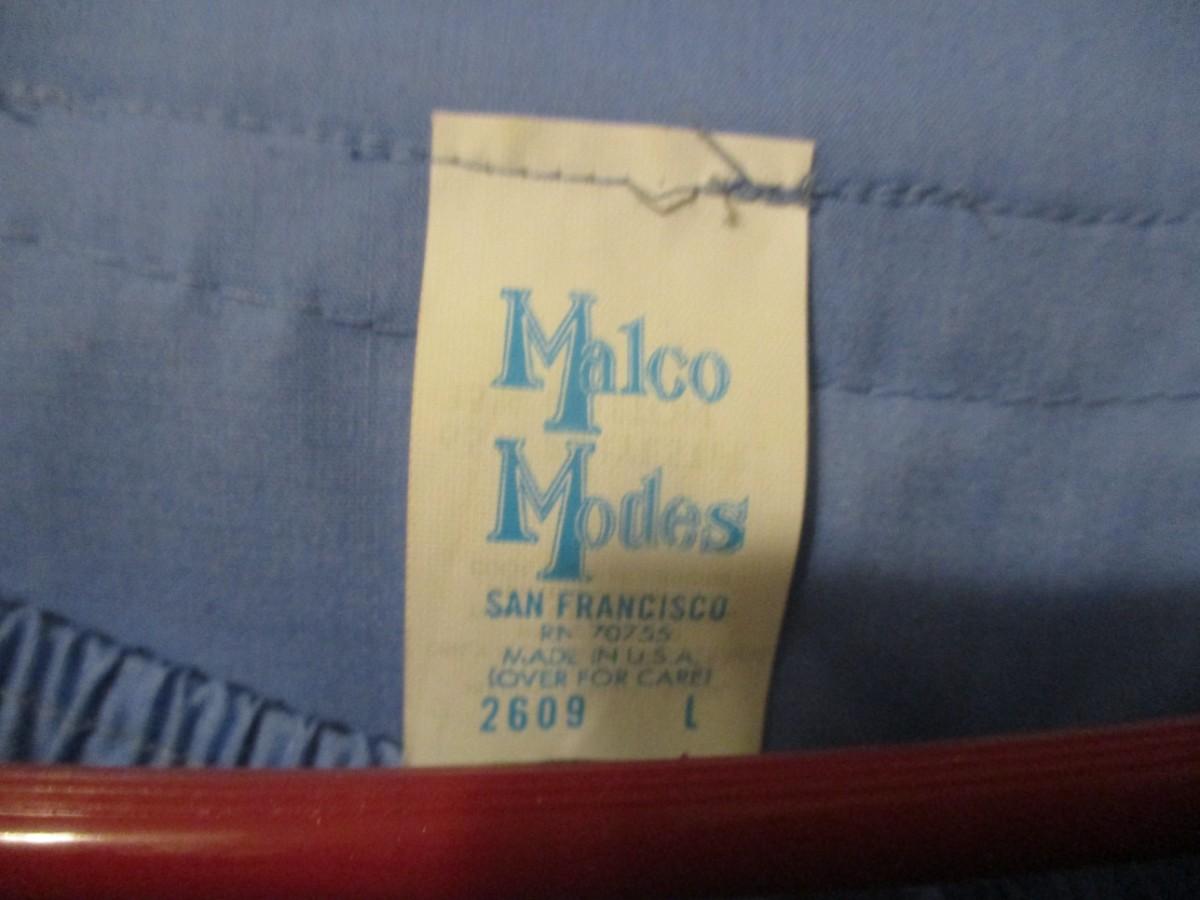 Malco
Modes
SAN FRANCISCO
RN 70755
MADE IN U.S.A.
(OVER FOR CARE)
2609 L